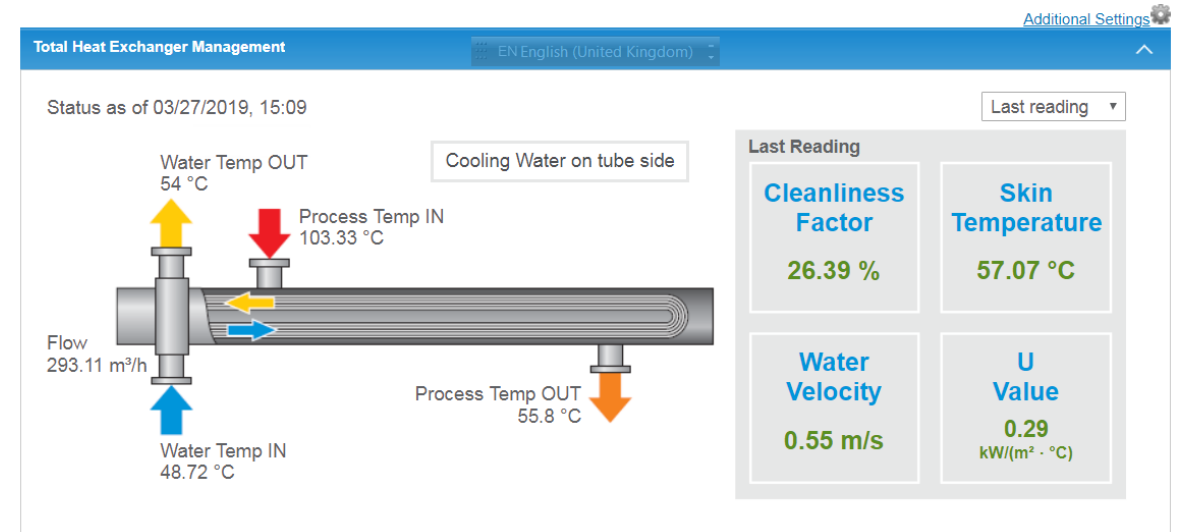 Additional Settings
Total Heat Exchanger Management
EN English (United Kingdom)
Status as of 03/27/2019, 15:09
Last reading
Water Temp OUT
54 °C
Cooling Water on tube side
Process Temp IN
103.33 °C
Flow
293.11 m³/h
Process Temp OUT
55.8 °C
Water Temp IN
48.72 °C
Last Reading
Cleanliness
Factor
26.39 %
Skin
Temperature
57.07 °C
Water
Velocity
0.55 m/s
U
Value
0.29
kW/(m² · °C)